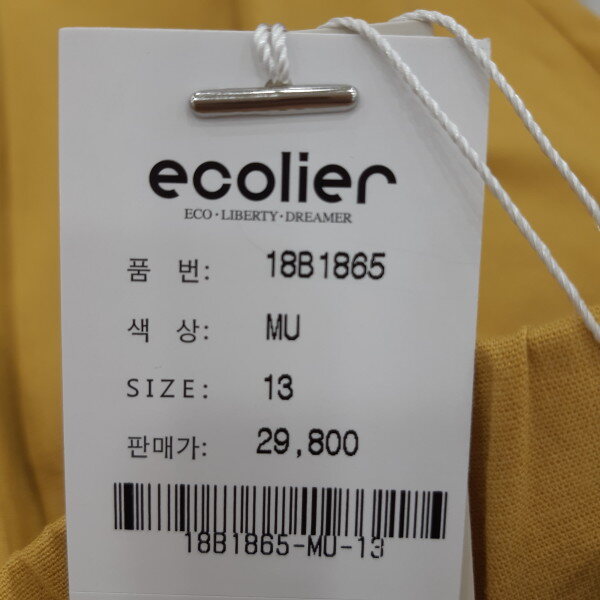 ecolier
ECO·LIBERTY·DREAMER
품 번: 18B1865
색 상: MU
SIZE: 13
판매가: 29,800
18B1865-MU-13